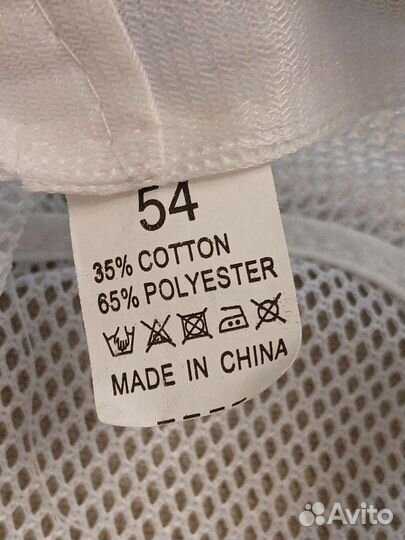 54
35% COTTON
65% POLYESTER
MADE IN CHINA
Avito